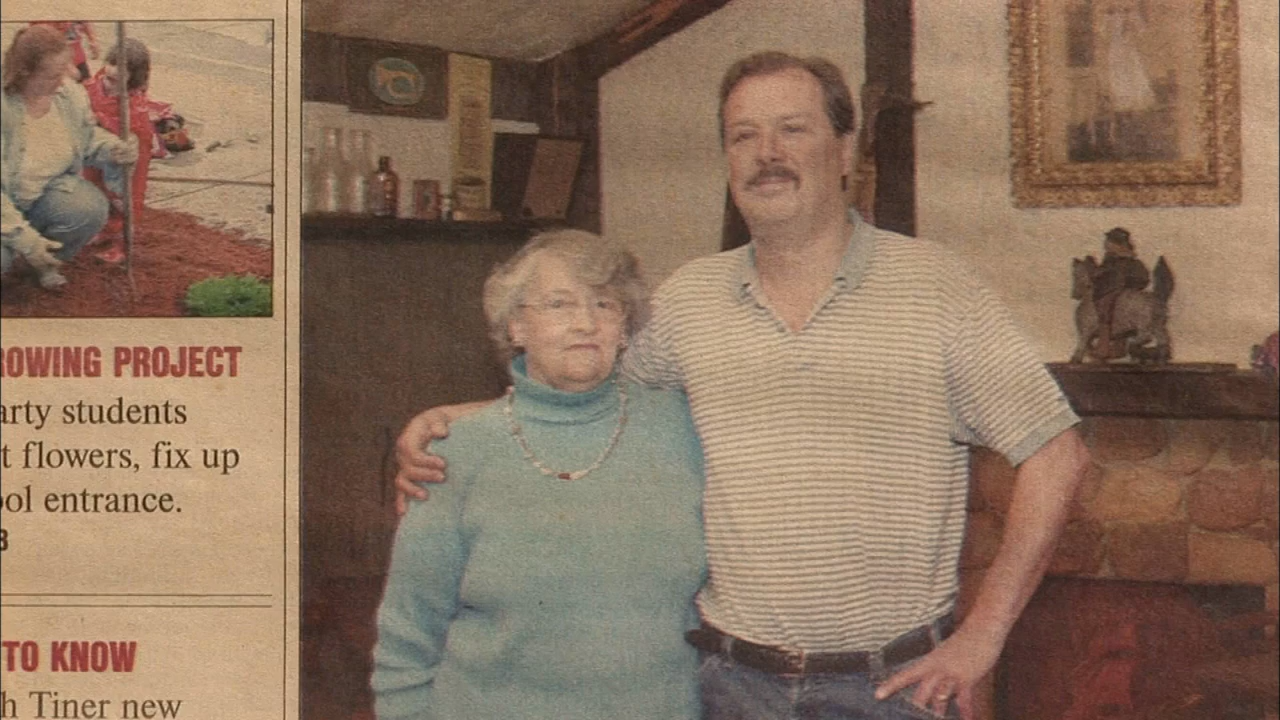 ROWING PROJECT
arty students
t flowers, fix up
ool entrance.
B
TO KNOW
h Tiner new